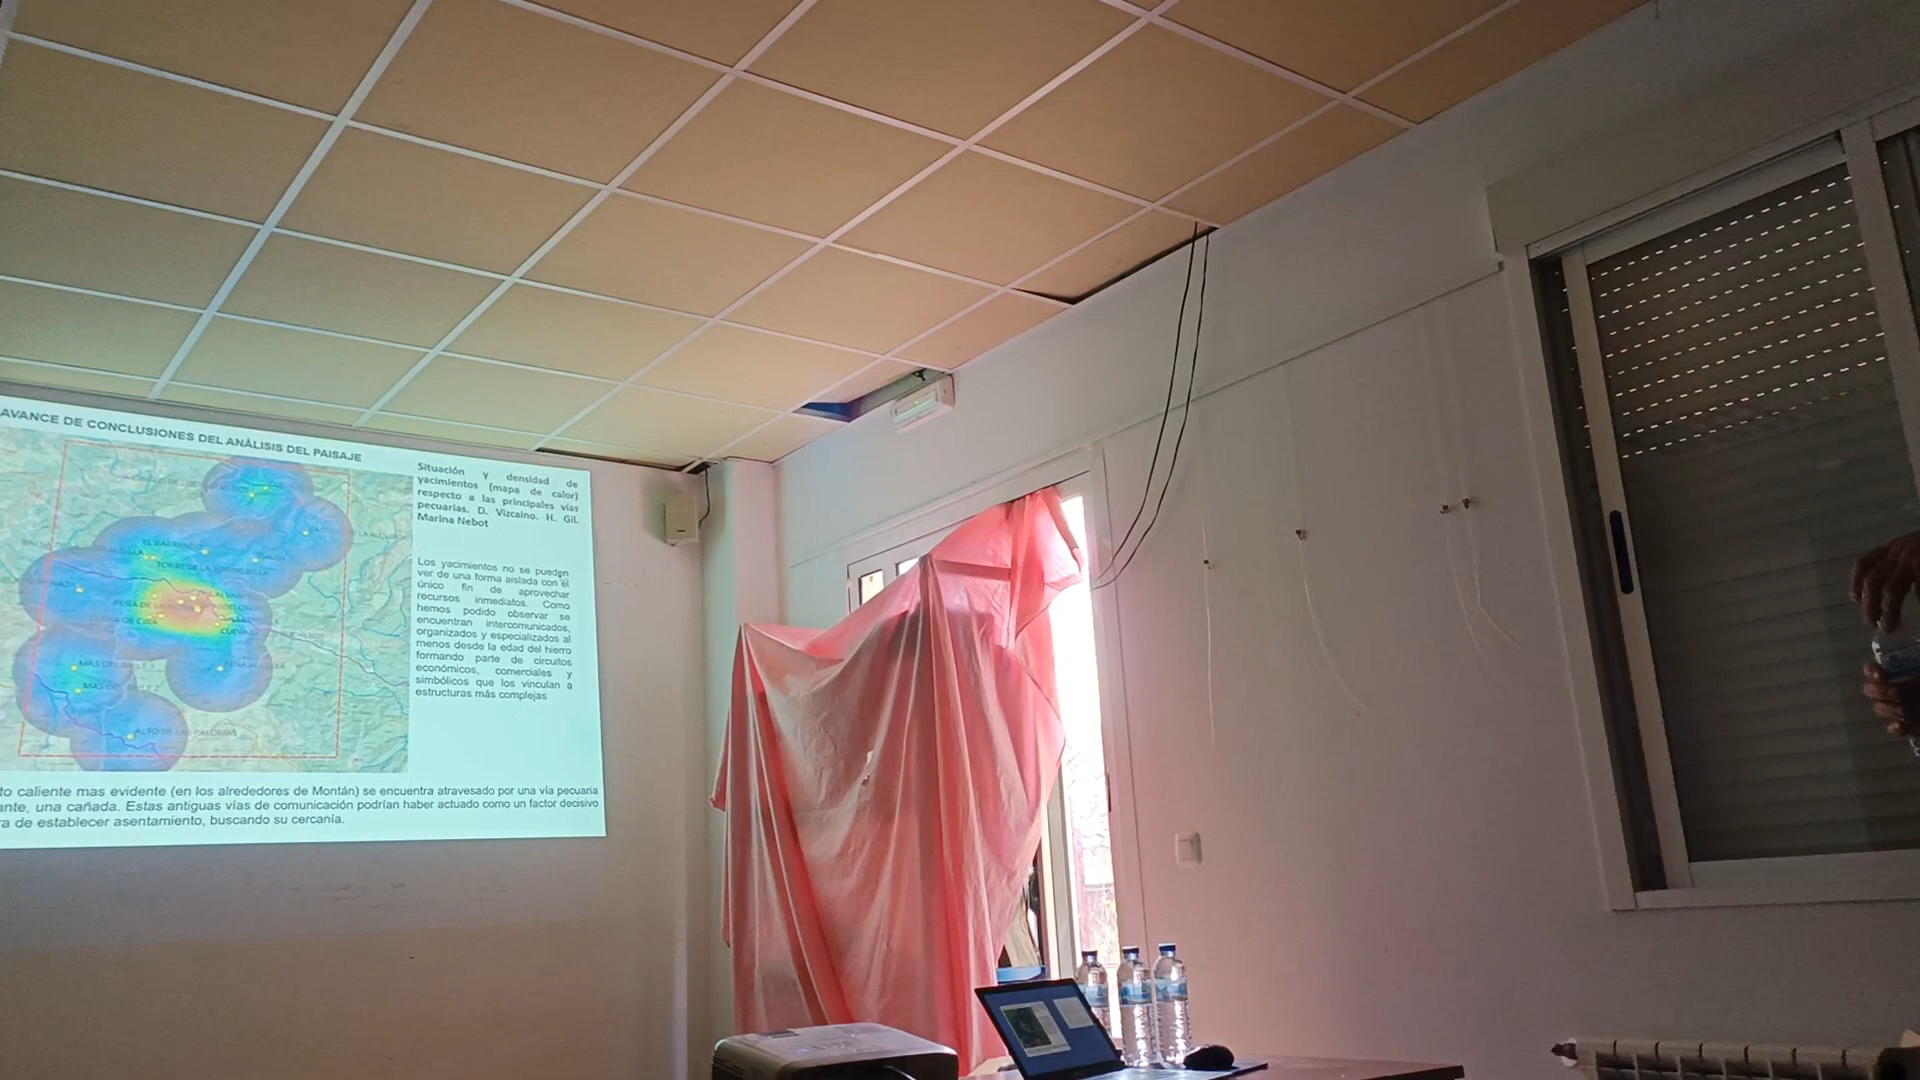 AVANCE DE CONCLUSIONES DEL ANÁLISIS DEL PAISAJE
Situación y densidad de
yacimientos (mapa de calor)
respecto a las principales vías
pecuarias. D. Vizcaíno. H. Gil.
Marina Nebot
Los yacimientos no se pueden
ver de una forma aislada con el
único fin de aprovechar
recursos inmediatos. Como
hemos podido observar se
encuentran intercomunicados,
organizados y especializados al
menos desde la edad del hierro
formando parte de circuitos
económicos, comerciales y
simbólicos que los vinculan a
estructuras más complejas
EL BARRENO
TORRE DE LA
PEÑA DE
MAS DEL
ALTO DE LAS PALOMAS
to caliente mas evidente (en los alrededores de Montán) se encuentra atravesado por una vía pecuaria
ante, una cañada. Estas antiguas vías de comunicación podrían haber actuado como un factor decisivo
ra de establecer asentamiento, buscando su cercanía.